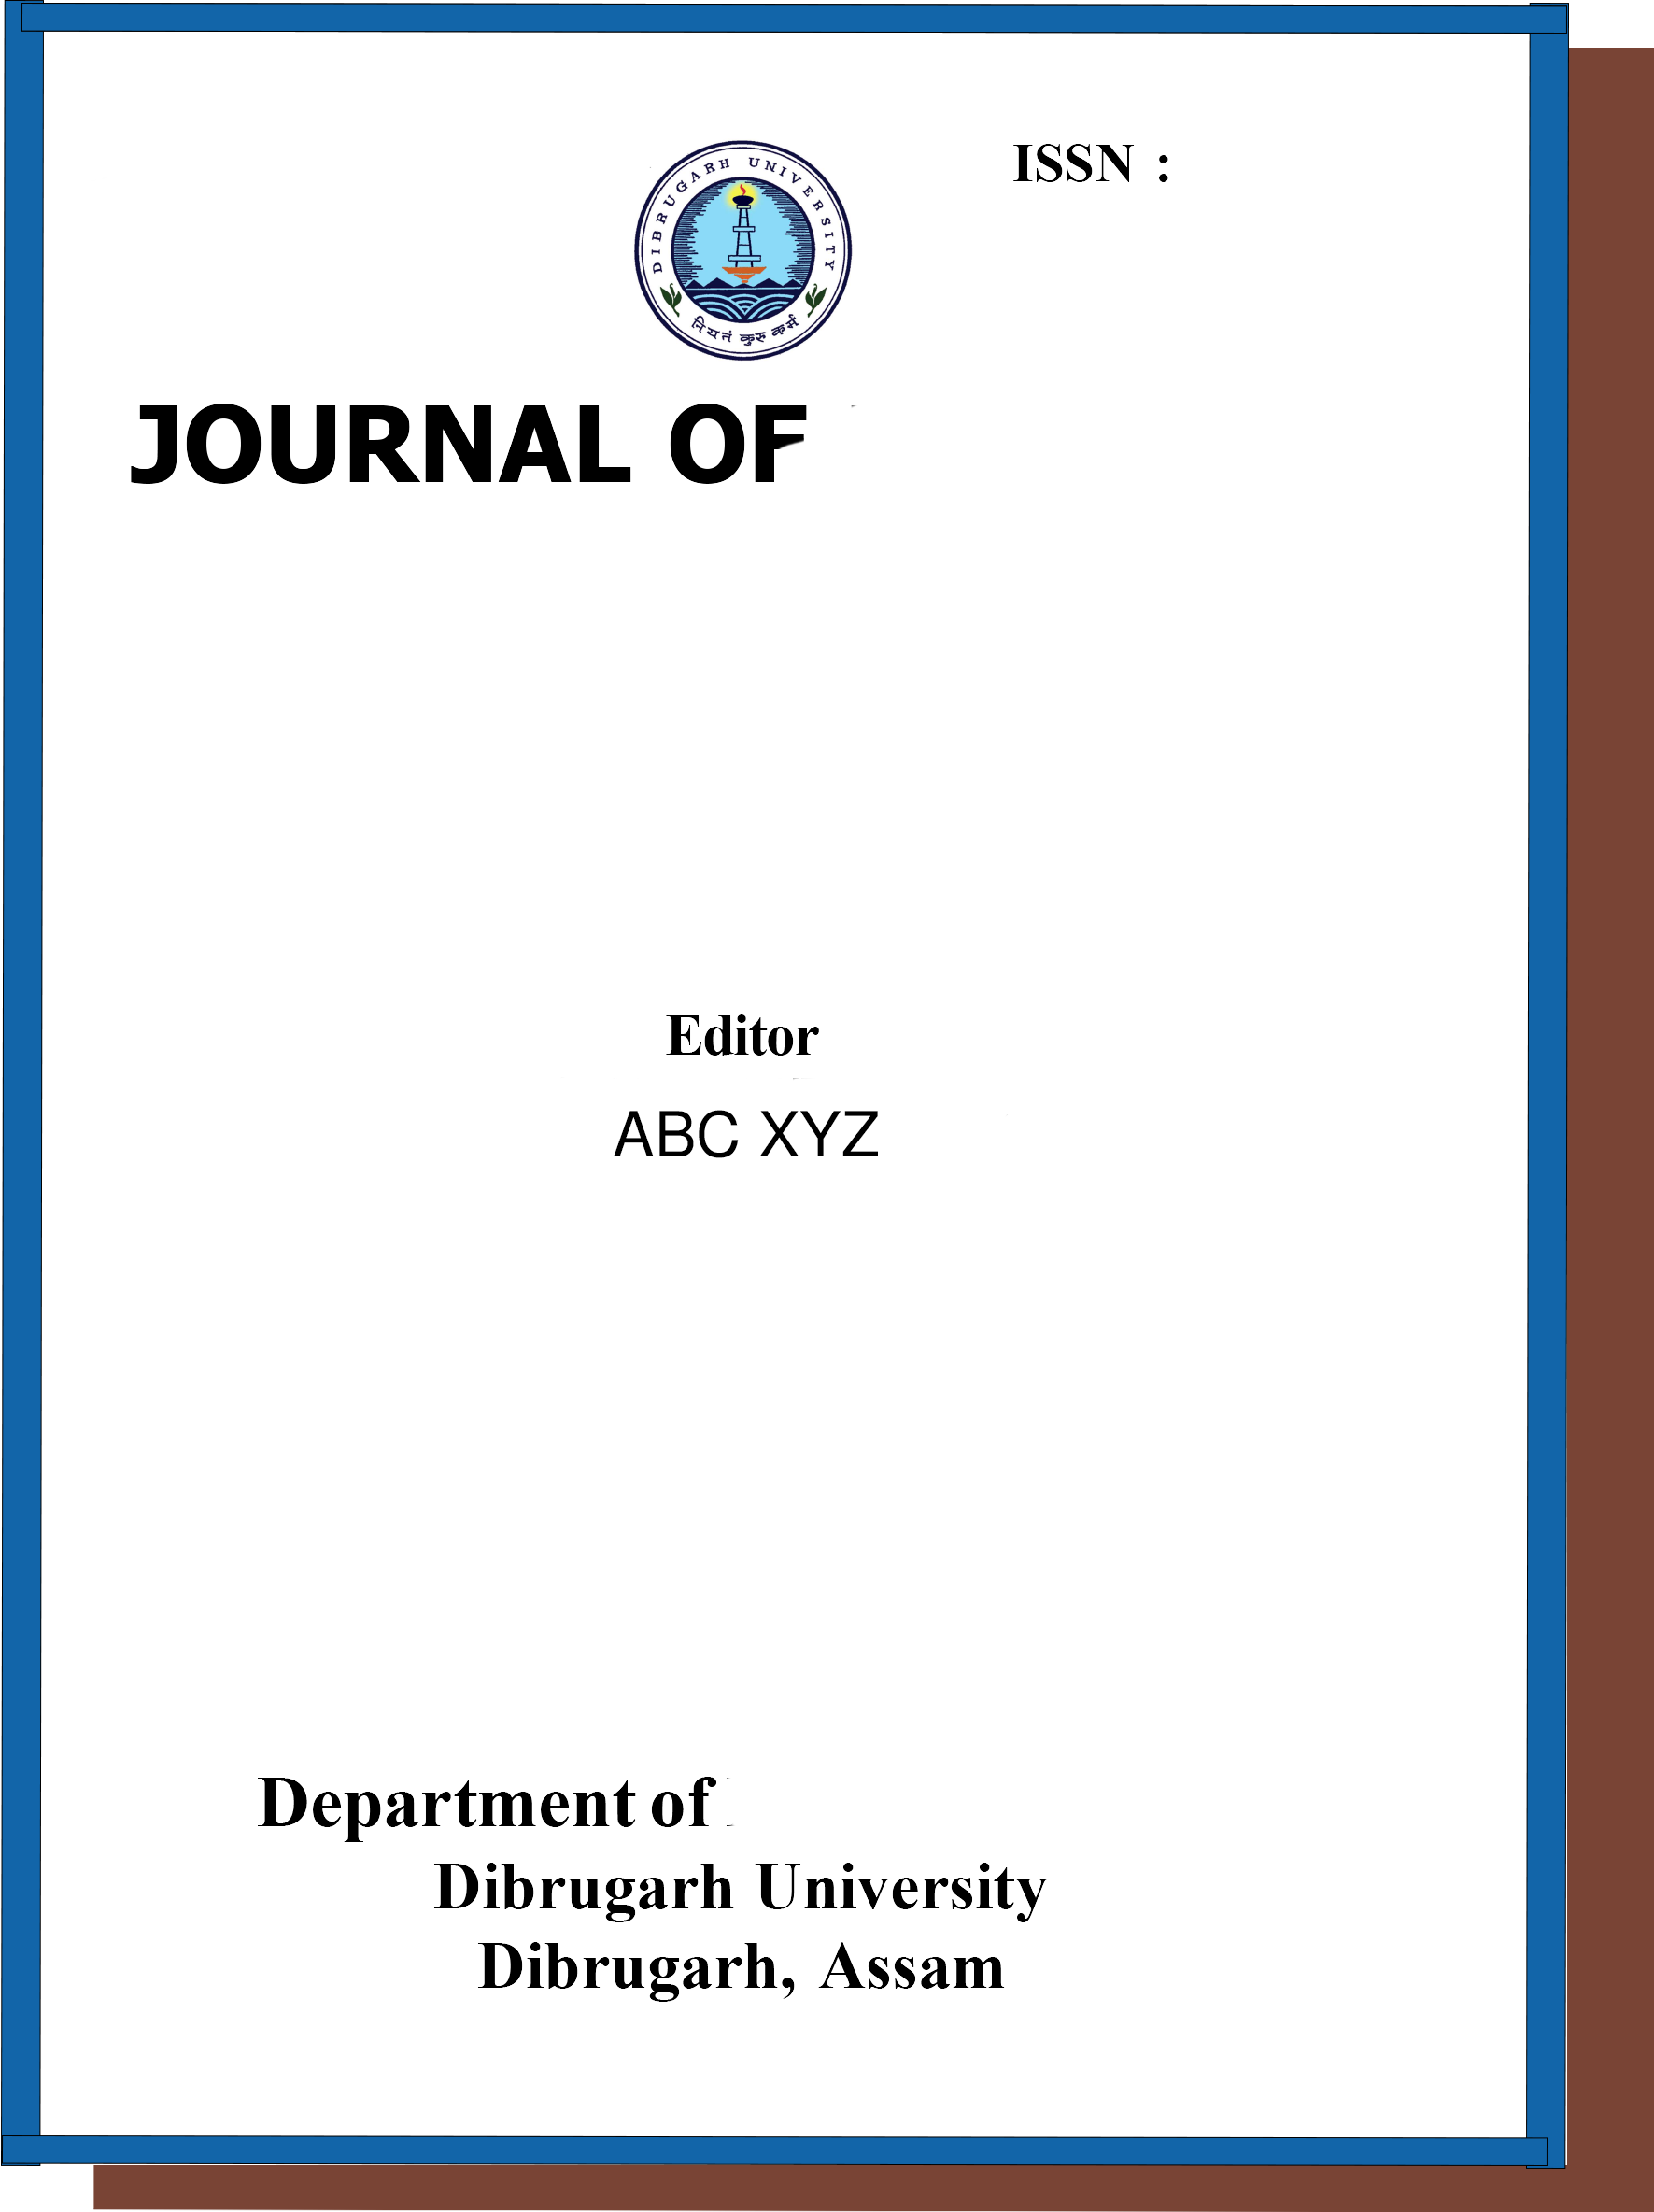 ISSN :
DIBRUGARH UNIVERSITY
नियतं कुरु कर्म
JOURNAL OF
Editor
ABC XYZ
Department of
Dibrugarh University
Dibrugarh, Assam